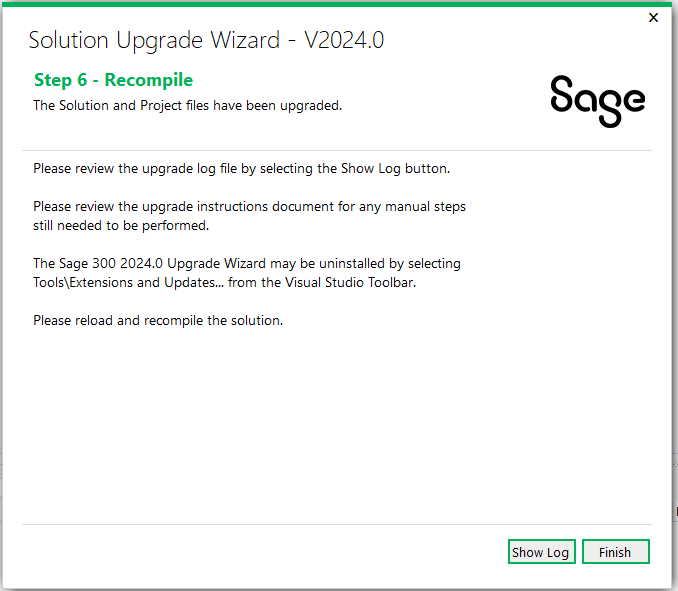 Solution Upgrade Wizard - V2024.0
Step 6 - Recompile
The Solution and Project files have been upgraded.
Sage
Please review the upgrade log file by selecting the Show Log button.
Please review the upgrade instructions document for any manual steps
still needed to be performed.
The Sage 300 2024.0 Upgrade Wizard may be uninstalled by selecting
Tools\Extensions and Updates... from the Visual Studio Toolbar.
Please reload and recompile the solution.
Show Log
Finish